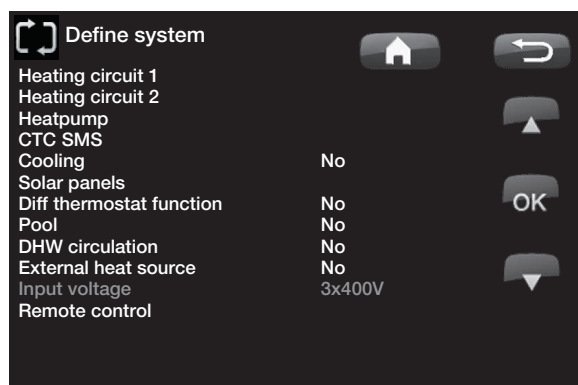 Define system
Heating circuit 1
Heating circuit 2
Heatpump
CTC SMS
Cooling No
Solar panels
Diff thermostat function No
OK
Pool No
DHW circulation No
External heat source No
Input voltage 3x400V
Remote control